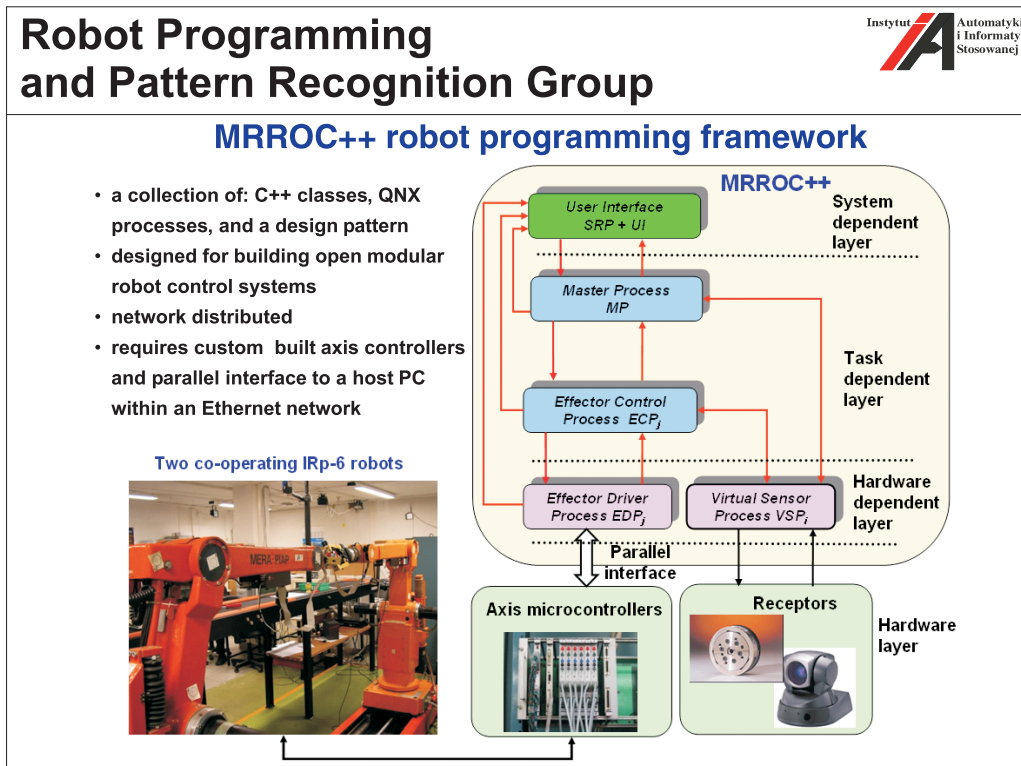 Robot Programming
and Pattern Recognition Group
Instytut Automatyki
i Informaty
Stosowanej
MRROC++ robot programming framework
• a collection of: C++ classes, QNX
processes, and a design pattern
• designed for building open modular
robot control systems
• network distributed
• requires custom built axis controllers
and parallel interface to a host PC
within an Ethernet network
Two co-operating IRp-6 robots
MERA-PIAP
MRROC++
System
dependent
layer
User Interface
SRP + UI
Master Process
MP
Task
dependent
layer
Effector Control
Process ECPj
Hardware
dependent
layer
Effector Driver
Process EDPj
Virtual Sensor
Process VSPi
Parallel
interface
Axis microcontrollers
Receptors
Hardware
layer